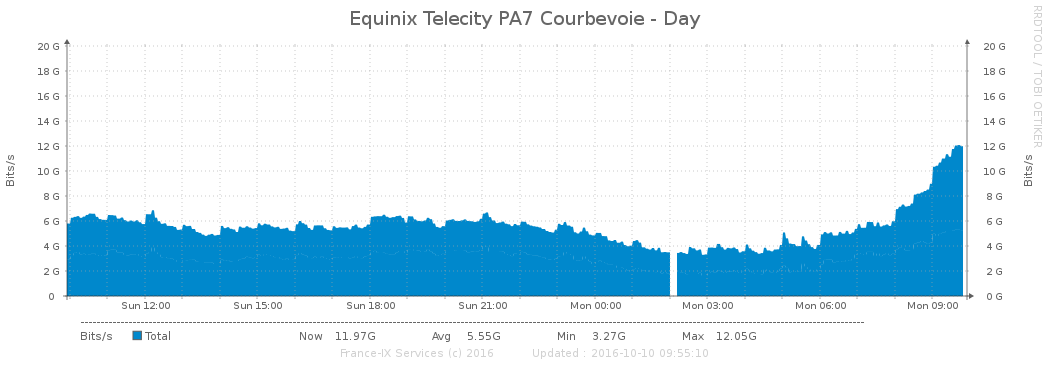 Equinix Telecity PA7 Courbevoie - Day
RRDTOOL / TOBI OETIKER
Bits/s
20 G 20 G
18 G 18 G
16 G 16 G
14 G 14 G
12 G 12 G
10 G 10 G
8 G 8 G
6 G 6 G
4 G 4 G
2 G 2 G
0 0 G
Bits/s
Sun 12:00 Sun 15:00 Sun 18:00 Sun 21:00 Mon 00:00 Mon 03:00 Mon 06:00 Mon 09:00
Bits/s Total Now 11.97G Avg 5.55G Min 3.27G Max 12.05G
France-IX Services (c) 2016 Updated : 2016-10-10 09:55:10